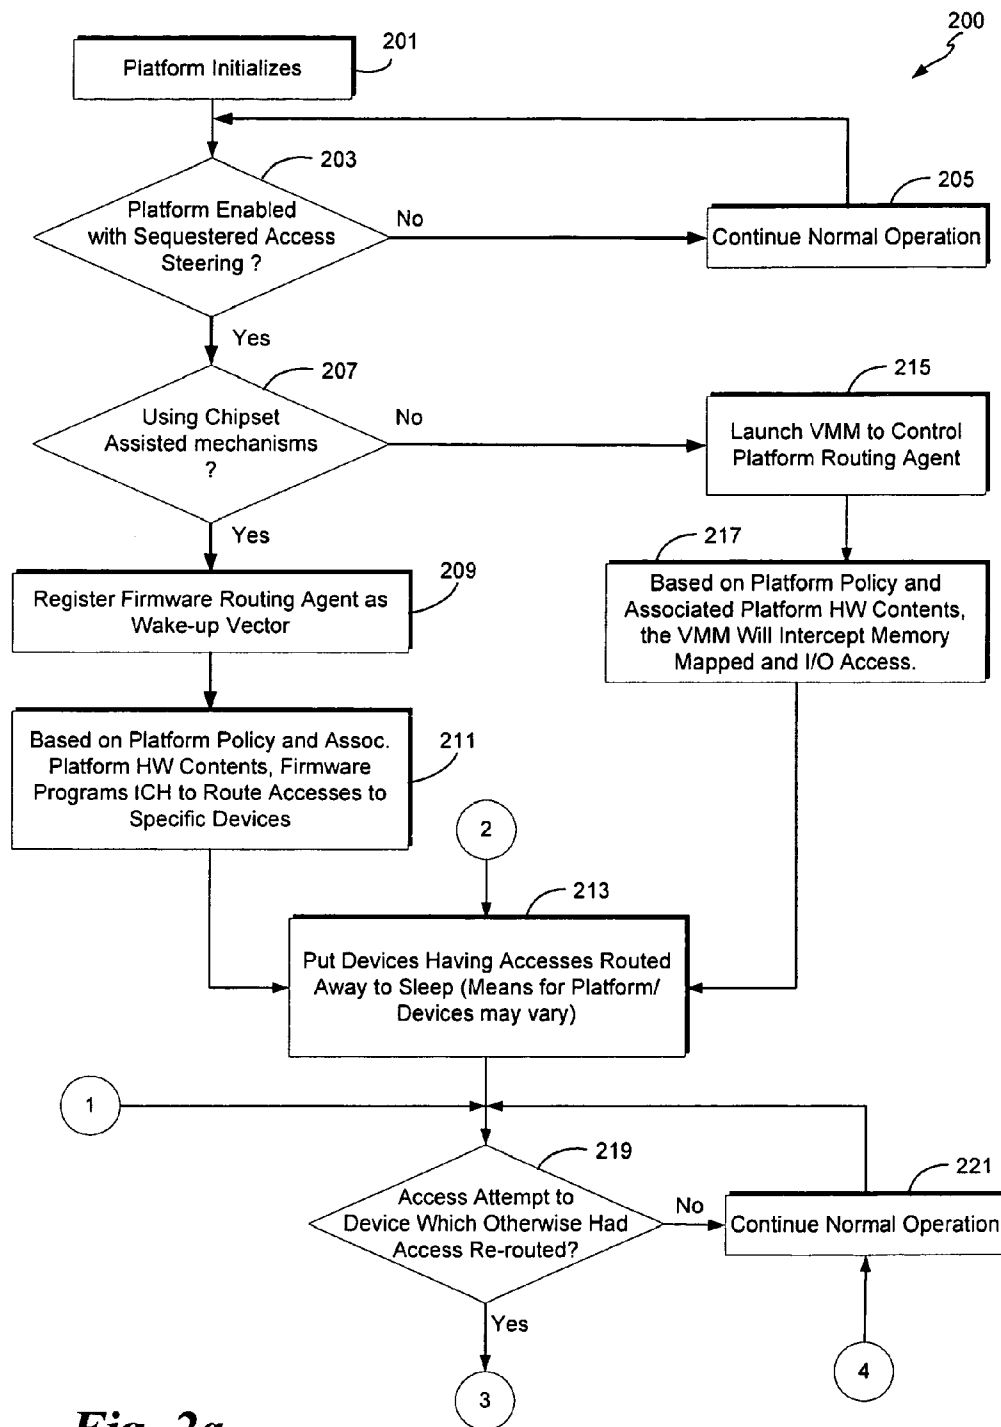 200
201
Platform Initializes
203
Platform Enabled
with Sequestered Access
Steering ?
No
205
Continue Normal Operation
Yes
207
Using Chipset
Assisted mechanisms
?
No
215
Launch VMM to Control
Platform Routing Agent
Yes
209
Register Firmware Routing Agent as
Wake-up Vector
217
Based on Platform Policy and
Associated Platform HW Contents,
the VMM Will Intercept Memory
Mapped and I/O Access.
211
Based on Platform Policy and Assoc.
Platform HW Contents, Firmware
Programs ICH to Route Accesses to
Specific Devices
2
213
Put Devices Having Accesses Routed
Away to Sleep (Means for Platform/
Devices may vary)
1
219
Access Attempt to
Device Which Otherwise Had
Access Re-routed?
No
221
Continue Normal Operation
Yes
3
4
Fig. 2a